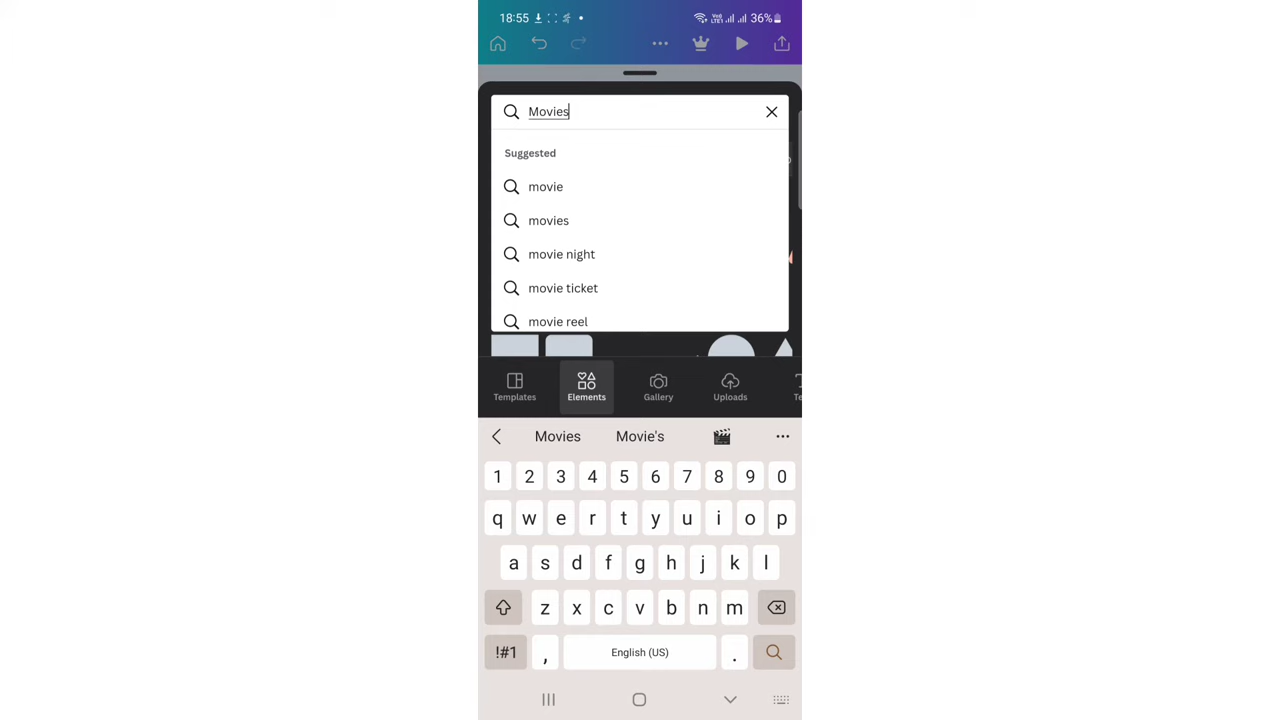 18:55 36%
Movies
Suggested
movie
movies
movie night
movie ticket
movie reel
Templates Elements Gallery Uploads Te
Movies Movie's
1 2 3 4 5 6 7 8 9 0
q w e r t y u i o p
a s d f g h j k l
z x c v b n m
!#1 , English (US) .